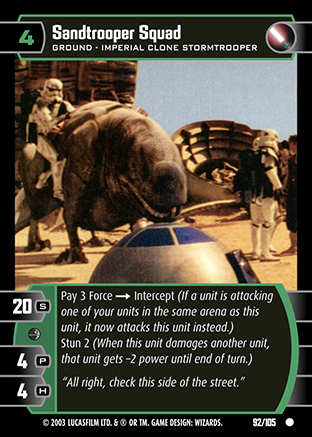 4
Sandtrooper Squad
GROUND • IMPERIAL CLONE STORMTROOPER
20 S
4 P
4 H
Pay 3 Force → Intercept (If a unit is attacking
one of your units in the same arena as this
unit, it now attacks this unit instead.)
Stun 2 (When this unit damages another unit,
that unit gets -2 power until end of turn.)
"All right, check this side of the street."
© 2003 LUCASFILM LTD. & ® OR TM. GAME DESIGN: WIZARDS.
92/105